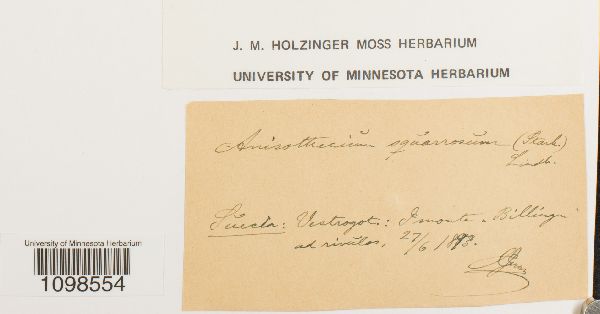 J. M. HOLZINGER MOSS HERBARIUM
UNIVERSITY OF MINNESOTA HERBARIUM
Anisothecium squarrosum (Stark.)
Lindb.
Suecia: Vestrogot.: I monte Billingen
ad rivulos, 27/6 1893.
University of Minnesota Herbarium
1098554